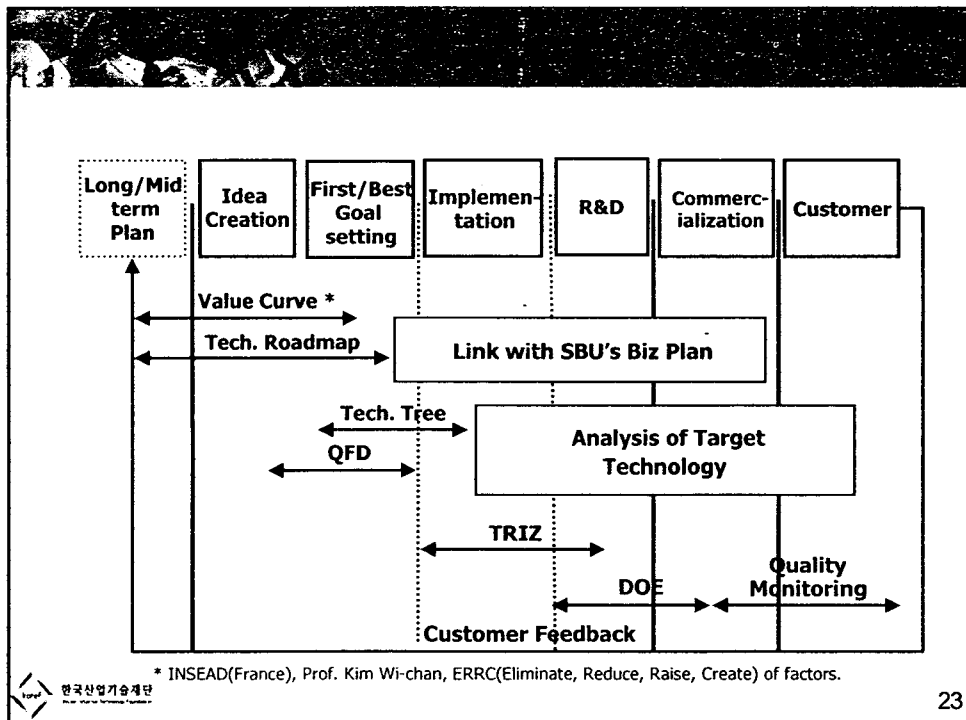 Long/Mid
term
Plan
Idea
Creation
First/Best
Goal
setting
Implemen-
tation
R&D
Commerc-
ialization
Customer
Value Curve *
Tech. Roadmap
Link with SBU's Biz Plan
Tech. Tree
QFD
Analysis of Target
Technology
TRIZ
DOE
Quality
Monitoring
Customer Feedback
* INSEAD(France), Prof. Kim Wi-chan, ERRC(Eliminate, Reduce, Raise, Create) of factors.
한국산업기술재단
23